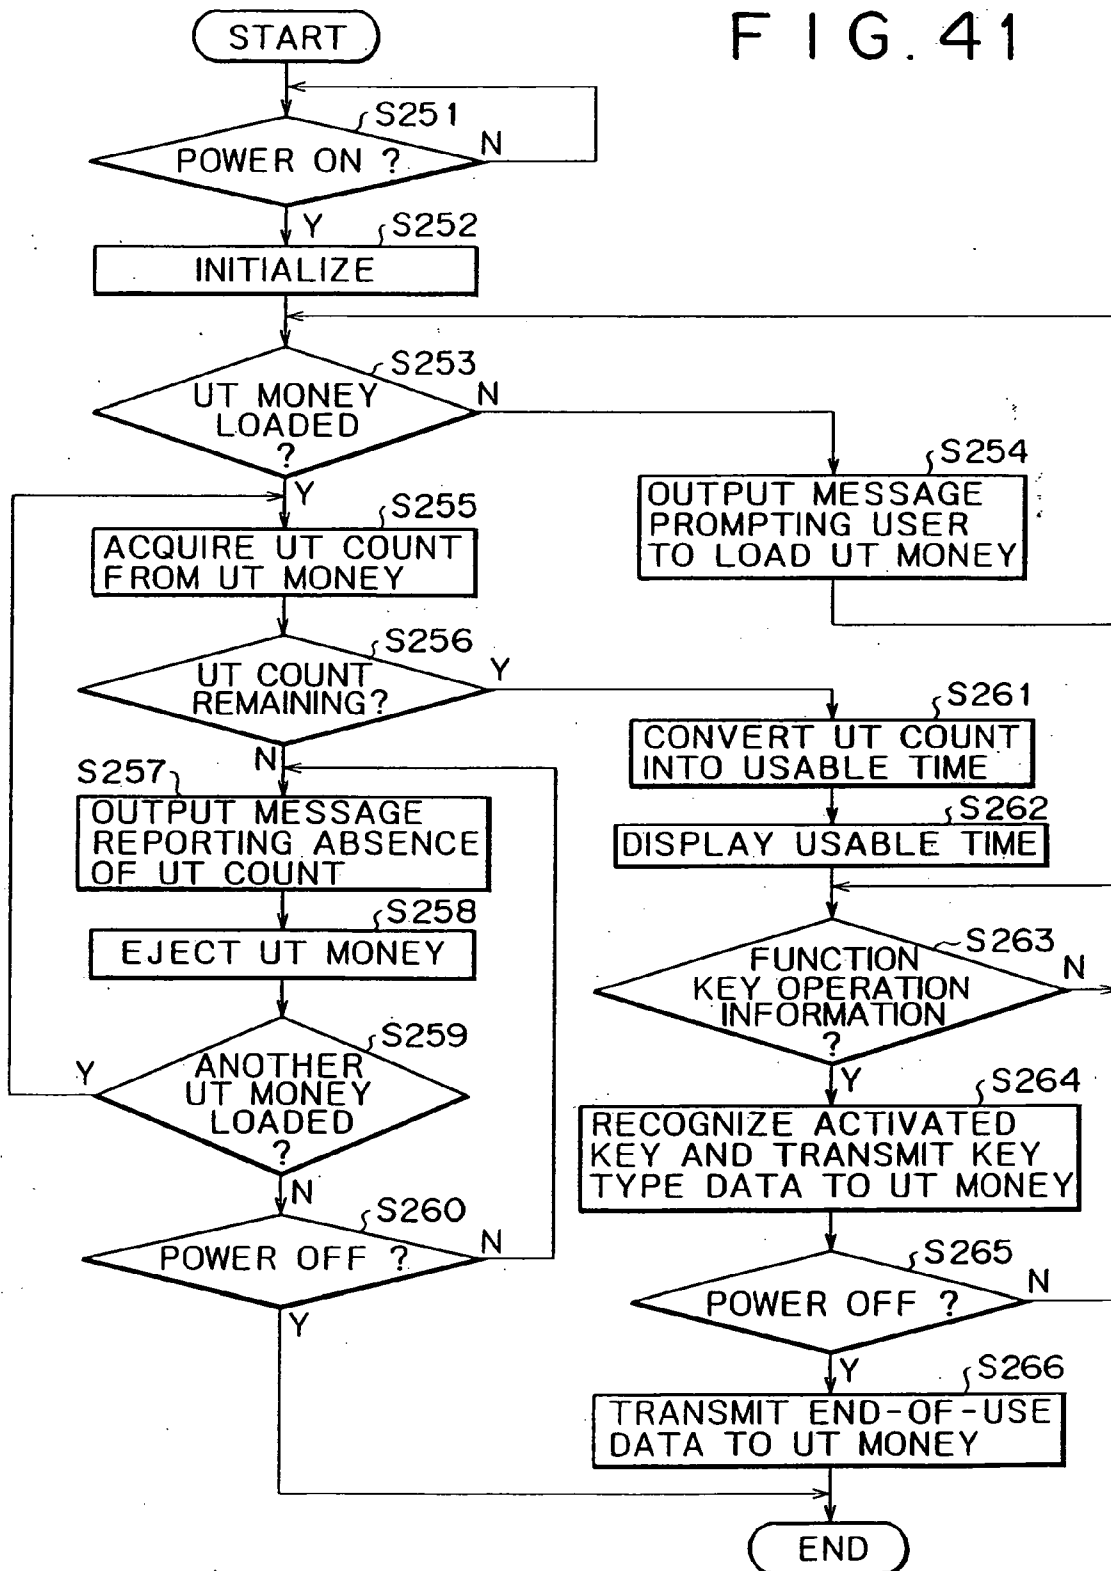 FIG. 41
START
S251
POWER ON ?
N
Y
S252
INITIALIZE
S253
UT MONEY
LOADED
?
N
Y
S254
OUTPUT MESSAGE
PROMPTING USER
TO LOAD UT MONEY
S255
ACQUIRE UT COUNT
FROM UT MONEY
S256
UT COUNT
REMAINING?
Y
N
S257
OUTPUT MESSAGE
REPORTING ABSENCE
OF UT COUNT
S258
EJECT UT MONEY
S259
ANOTHER
UT MONEY
LOADED
?
Y
N
S260
POWER OFF ?
N
Y
S261
CONVERT UT COUNT
INTO USABLE TIME
S262
DISPLAY USABLE TIME
S263
FUNCTION
KEY OPERATION
INFORMATION
?
N
Y
S264
RECOGNIZE ACTIVATED
KEY AND TRANSMIT KEY
TYPE DATA TO UT MONEY
S265
POWER OFF ?
N
Y
S266
TRANSMIT END-OF-USE
DATA TO UT MONEY
END